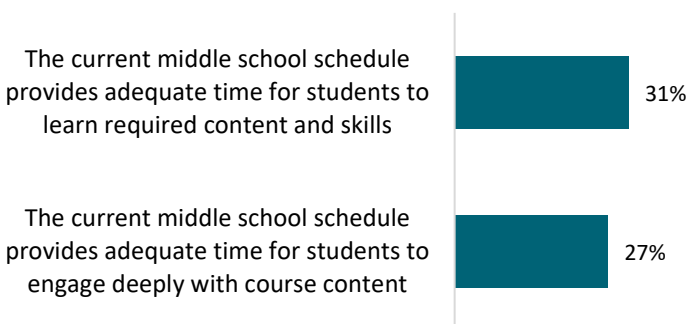 The current middle school schedule
provides adequate time for students to
learn required content and skills
31%
The current middle school schedule
provides adequate time for students to
engage deeply with course content
27%